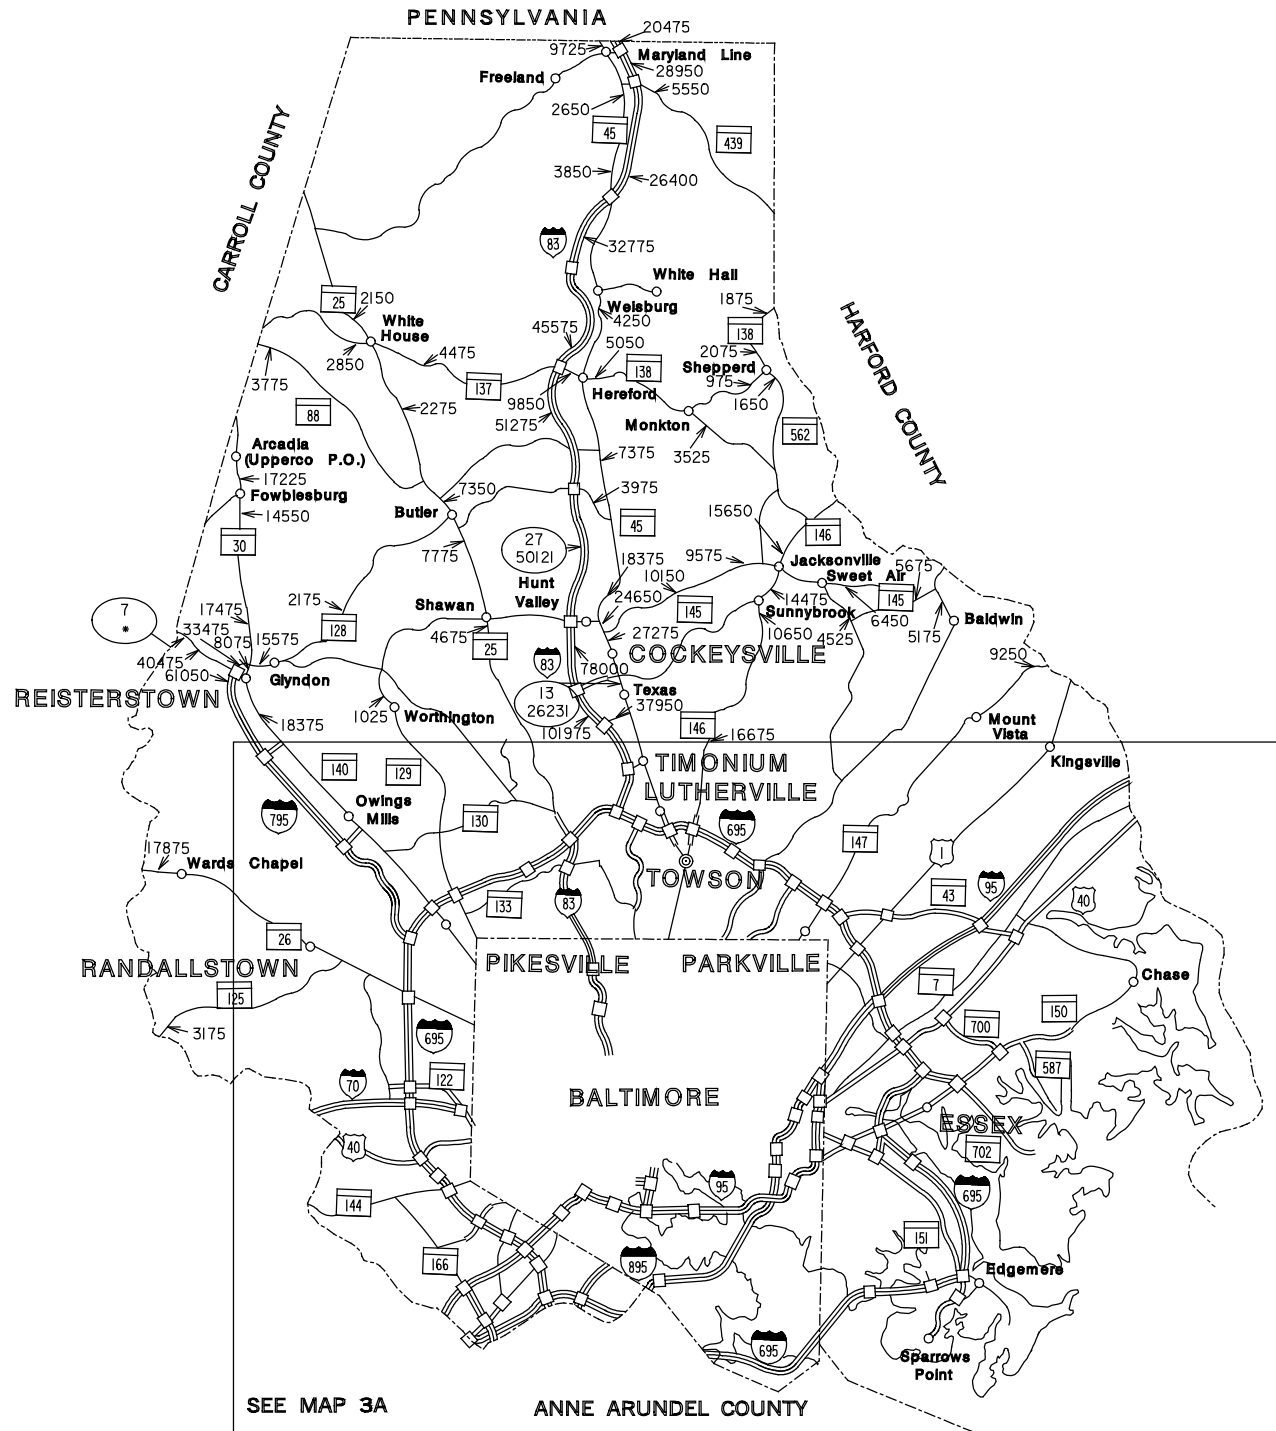 PENNSYLVANIA
20475
9725
Maryland Line
28950
Freeland
5550
2650
45
439
CARROLL COUNTY
3850
26400
83
32775
White Hall
25
2150
1875
Weisburg
4250
HARFORD COUNTY
White
House
45575
138
2850
4475
5050
2075
Shepperd
138
3775
137
975
9850
Hereford
1650
88
2275
51275
Monkton
562
Arcadia
(Upperco P.O.)
7375
3525
17225
Fowblesburg
7350
3975
14550
Butler
15650
45
30
27
50121
146
7775
18375
9575
Jacksonville
Hunt
Valley
10150
Sweet Air
5675
2175
24650
14475
145
7
*
17475
Shawan
145
Sunnybrook
6450
Baldwin
33475
128
4675
27275
10650
4525
5175
8075
15575
25
COCKEYSVILLE
9250
40475
83
78000
61050
Glyndon
REISTERSTOWN
13
26231
Texas
37950
1025
Worthington
18375
101975
146
16675
Mount
Vista
140
129
TIMONIUM
Kingsville
LUTHERVILLE
Owings
Mills
795
130
695
147
17875
Wards Chapel
1
TOWSON
133
83
43
95
40
26
RANDALLSTOWN
PIKESVILLE
PARKVILLE
Chase
125
7
150
3175
695
700
587
70
122
BALTIMORE
ESSEX
40
702
95
695
144
151
166
895
Edgemere
695
Sparrows
Point
SEE MAP 3A
ANNE ARUNDEL COUNTY